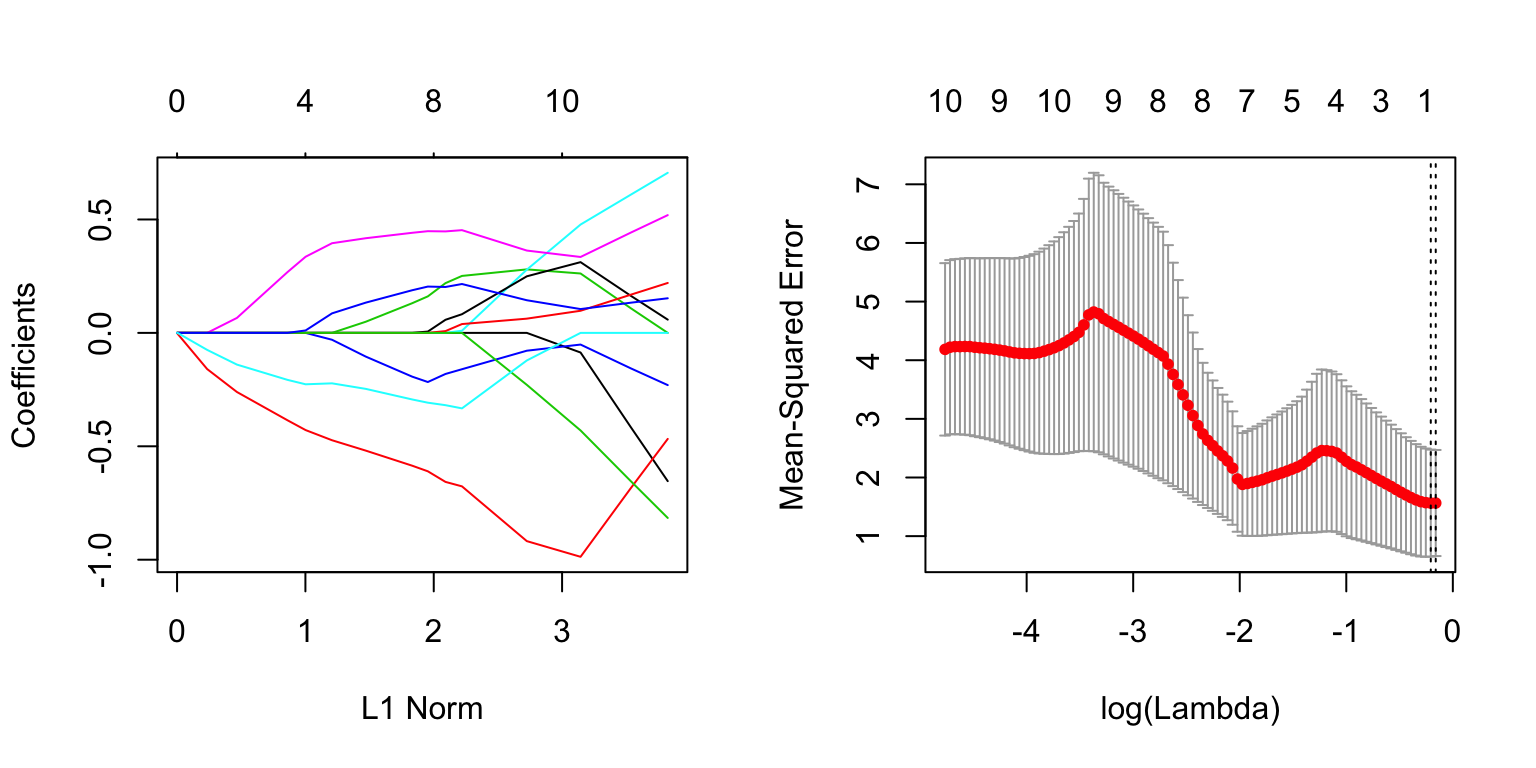 0 4 8 10
Coefficients
0.5
0.0
-0.5
-1.0
0 1 2 3
L1 Norm
10 9 10 9 8 8 7 5 4 3 1
Mean-Squared Error
7
6
5
4
3
2
1
-4 -3 -2 -1 0
log(Lambda)